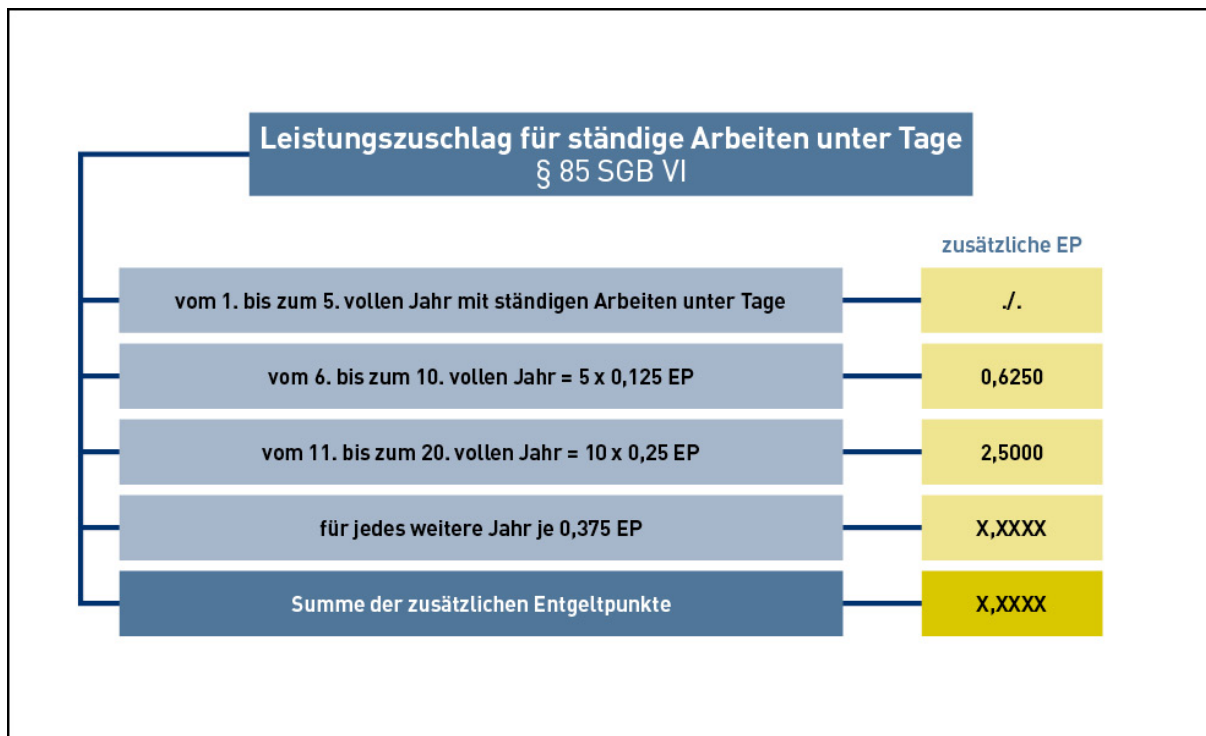 Leistungszuschlag für ständige Arbeiten unter Tage
§ 85 SGB VI
zusätzliche EP
vom 1. bis zum 5. vollen Jahr mit ständigen Arbeiten unter Tage
./.
vom 6. bis zum 10. vollen Jahr = 5 x 0,125 EP
0,6250
vom 11. bis zum 20. vollen Jahr = 10 x 0,25 EP
2,5000
für jedes weitere Jahr je 0,375 EP
X,XXXX
Summe der zusätzlichen Entgeltpunkte
X,XXXX